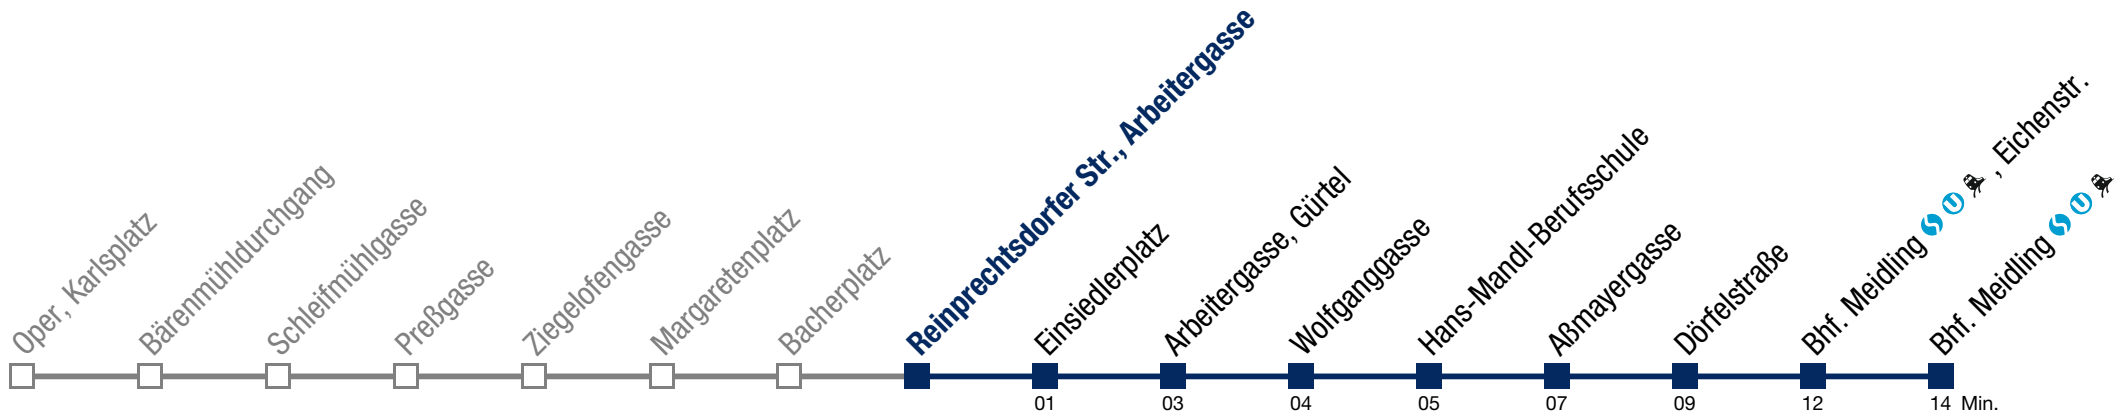 Oper, Karlsplatz
Bärenmühldurchgang
Schleifmühlgasse
Preßgasse
Ziegelofengasse
Margaretenplatz
Bacherplatz
Reinprechtsdorfer Str., Arbeitergasse
Einsiedlerplatz
Arbeitergasse, Gürtel
Wolfganggasse
Hans-Mandl-Berufsschule
Aßmayergasse
Dörfelstraße
Bhf. Meidling S U , Eichenstr.
Bhf. Meidling S U
01 03 04 05 07 09 12 14 Min.